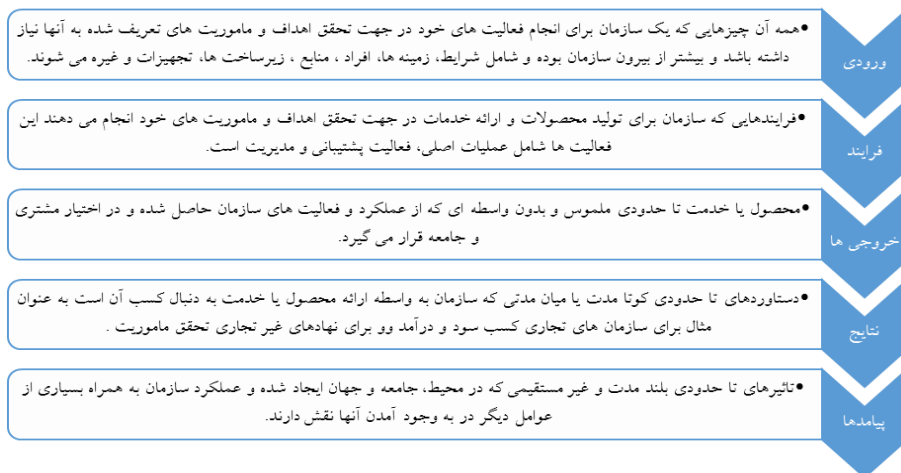 ورودی
•همه آن چیزهایی که یک سازمان برای انجام فعالیت های خود در جهت تحقق اهداف و ماموریت های تعریف شده به آنها نیاز
داشته باشد و بیشتر از بیرون سازمان بوده و شامل شرایط، زمینه ها، افراد ، منابع ، زیرساخت ها، تجهیزات و غیره می شوند.
فرایند
•فرایندهایی که سازمان برای تولید محصولات و ارائه خدمات در جهت تحقق اهداف و ماموریت های خود انجام می دهند این
فعالیت ها شامل عملیات اصلی، فعالیت پشتیبانی و مدیریت است.
خروجی ها
•محصول یا خدمت تا حدودی ملموس و بدون واسطه ای که از عملکرد و فعالیت های سازمان حاصل شده و در اختیار مشتری
و جامعه قرار می گیرد.
نتایج
•دستاوردهای تا حدودی کوتا مدت یا میان مدتی که سازمان به واسطه ارائه محصول یا خدمت به دنبال کسب آن است به عنوان
مثال برای سازمان های تجاری کسب سود و درآمد وو برای نهادهای غیر تجاری تحقق ماموریت .
پیامدها
•تاثیرهای تا حدودی بلند مدت و غیر مستقیمی که در محیط، جامعه و جهان ایجاد شده و عملکرد سازمان به همراه بسیاری از
عوامل دیگر در به وجود آمدن آنها نقش دارند.